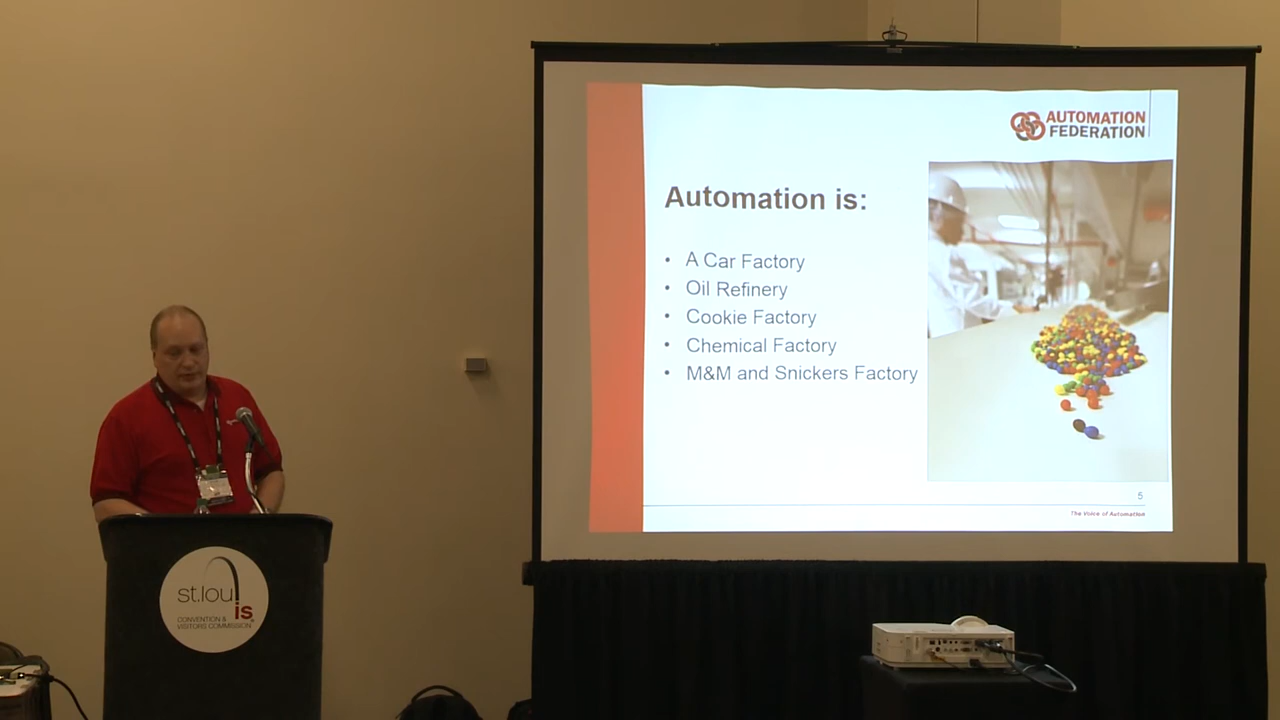 AUTOMATION
FEDERATION
Automation is:
• A Car Factory
• Oil Refinery
• Cookie Factory
• Chemical Factory
• M&M and Snickers Factory
5
The Voice of Automation
st.louis
CONVENTION &
VISITORS COMMISSION